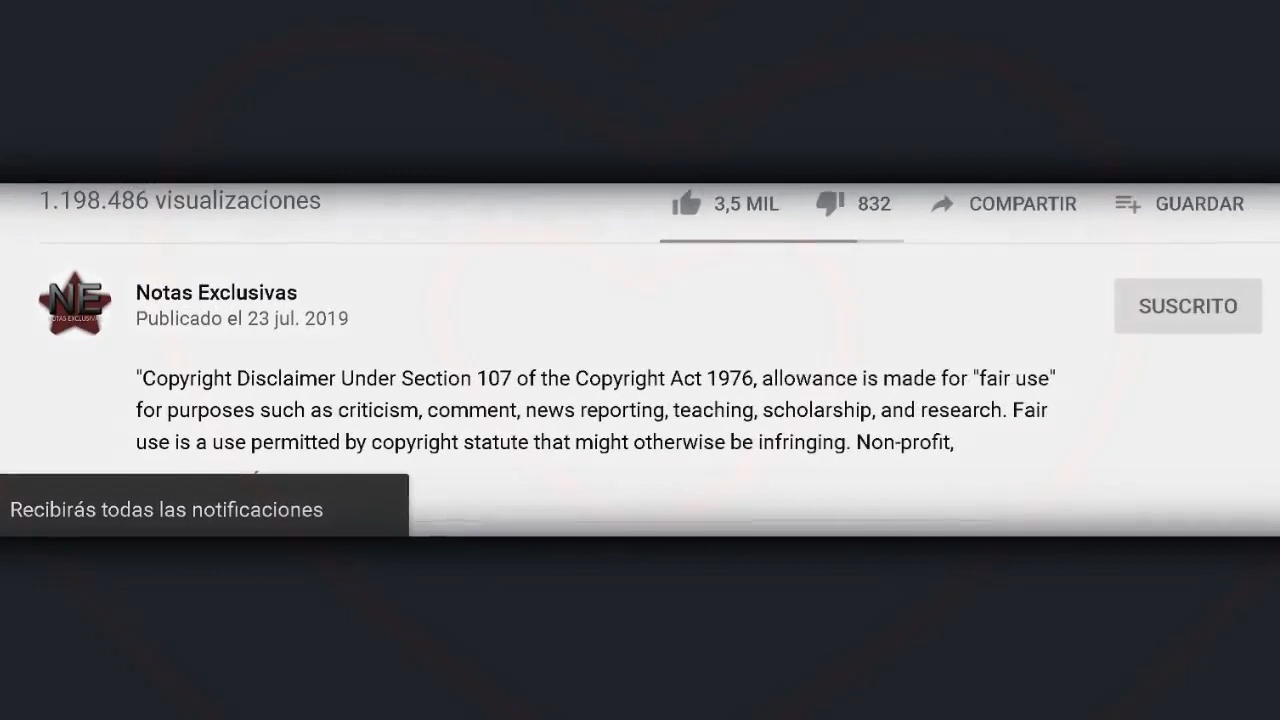 1.198.486 visualizaciones
3,5 MIL
832
COMPARTIR
GUARDAR
NE
NOTAS EXCLUSIVAS
Notas Exclusivas
Publicado el 23 jul. 2019
SUSCRITO
"Copyright Disclaimer Under Section 107 of the Copyright Act 1976, allowance is made for "fair use"
for purposes such as criticism, comment, news reporting, teaching, scholarship, and research. Fair
use is a use permitted by copyright statute that might otherwise be infringing. Non-profit,
Recibirás todas las notificaciones